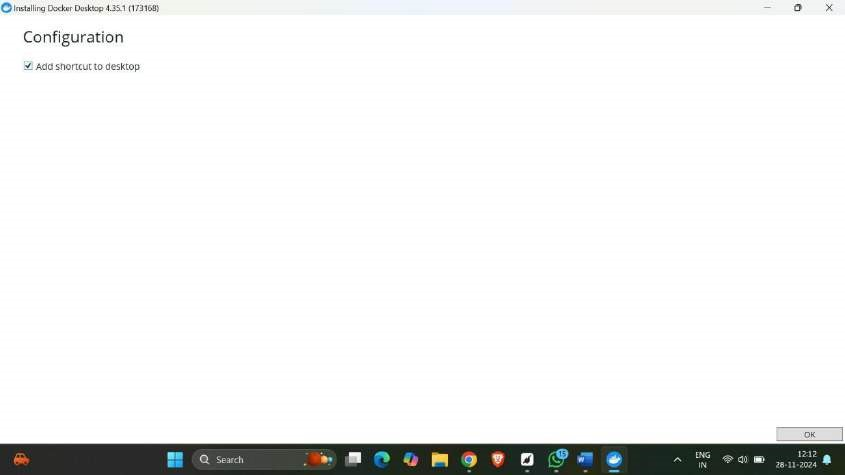 Installing Docker Desktop 4.35.1 (173168)
Configuration
Add shortcut to desktop
OK
Search
15
ENG
IN
12:12
28-11-2024